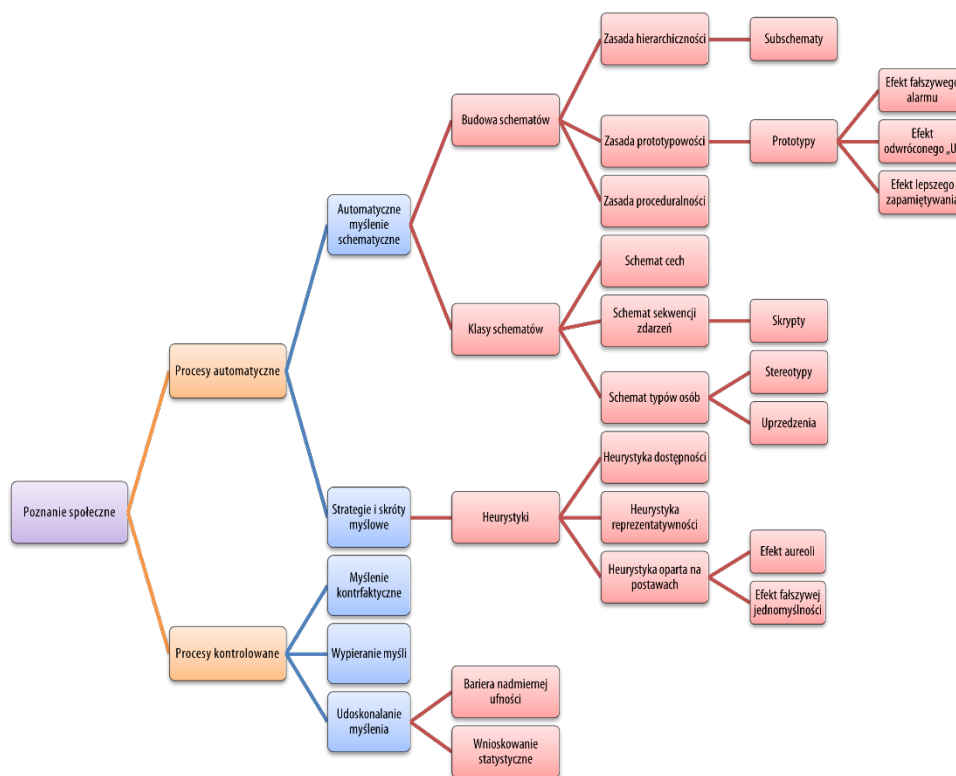 Poznanie społeczne
Procesy automatyczne
Automatyczne
myślenie
schematyczne
Budowa schematów
Zasada hierarchiczności
Subschematy
Zasada prototypowości
Prototypy
Efekt fałszywego
alarmu
Efekt
odwróconego „U
Efekt lepszego
zapamiętywania
Zasada proceduralności
Klasy schematów
Schemat cech
Schemat sekwencji
zdarzeń
Skrypty
Schemat typów osób
Stereotypy
Uprzedzenia
Strategie i skróty
myślowe
Heurystyki
Heurystyka dostępności
Heurystyka
reprezentatywności
Heurystyka oparta na
postawach
Efekt aureoli
Efekt fałszywej
jednomyślności
Procesy kontrolowane
Myślenie
kontrfaktyczne
Wypieranie myśli
Udoskonalanie
myślenia
Bariera nadmiernej
ufności
Wnioskowanie
statystyczne